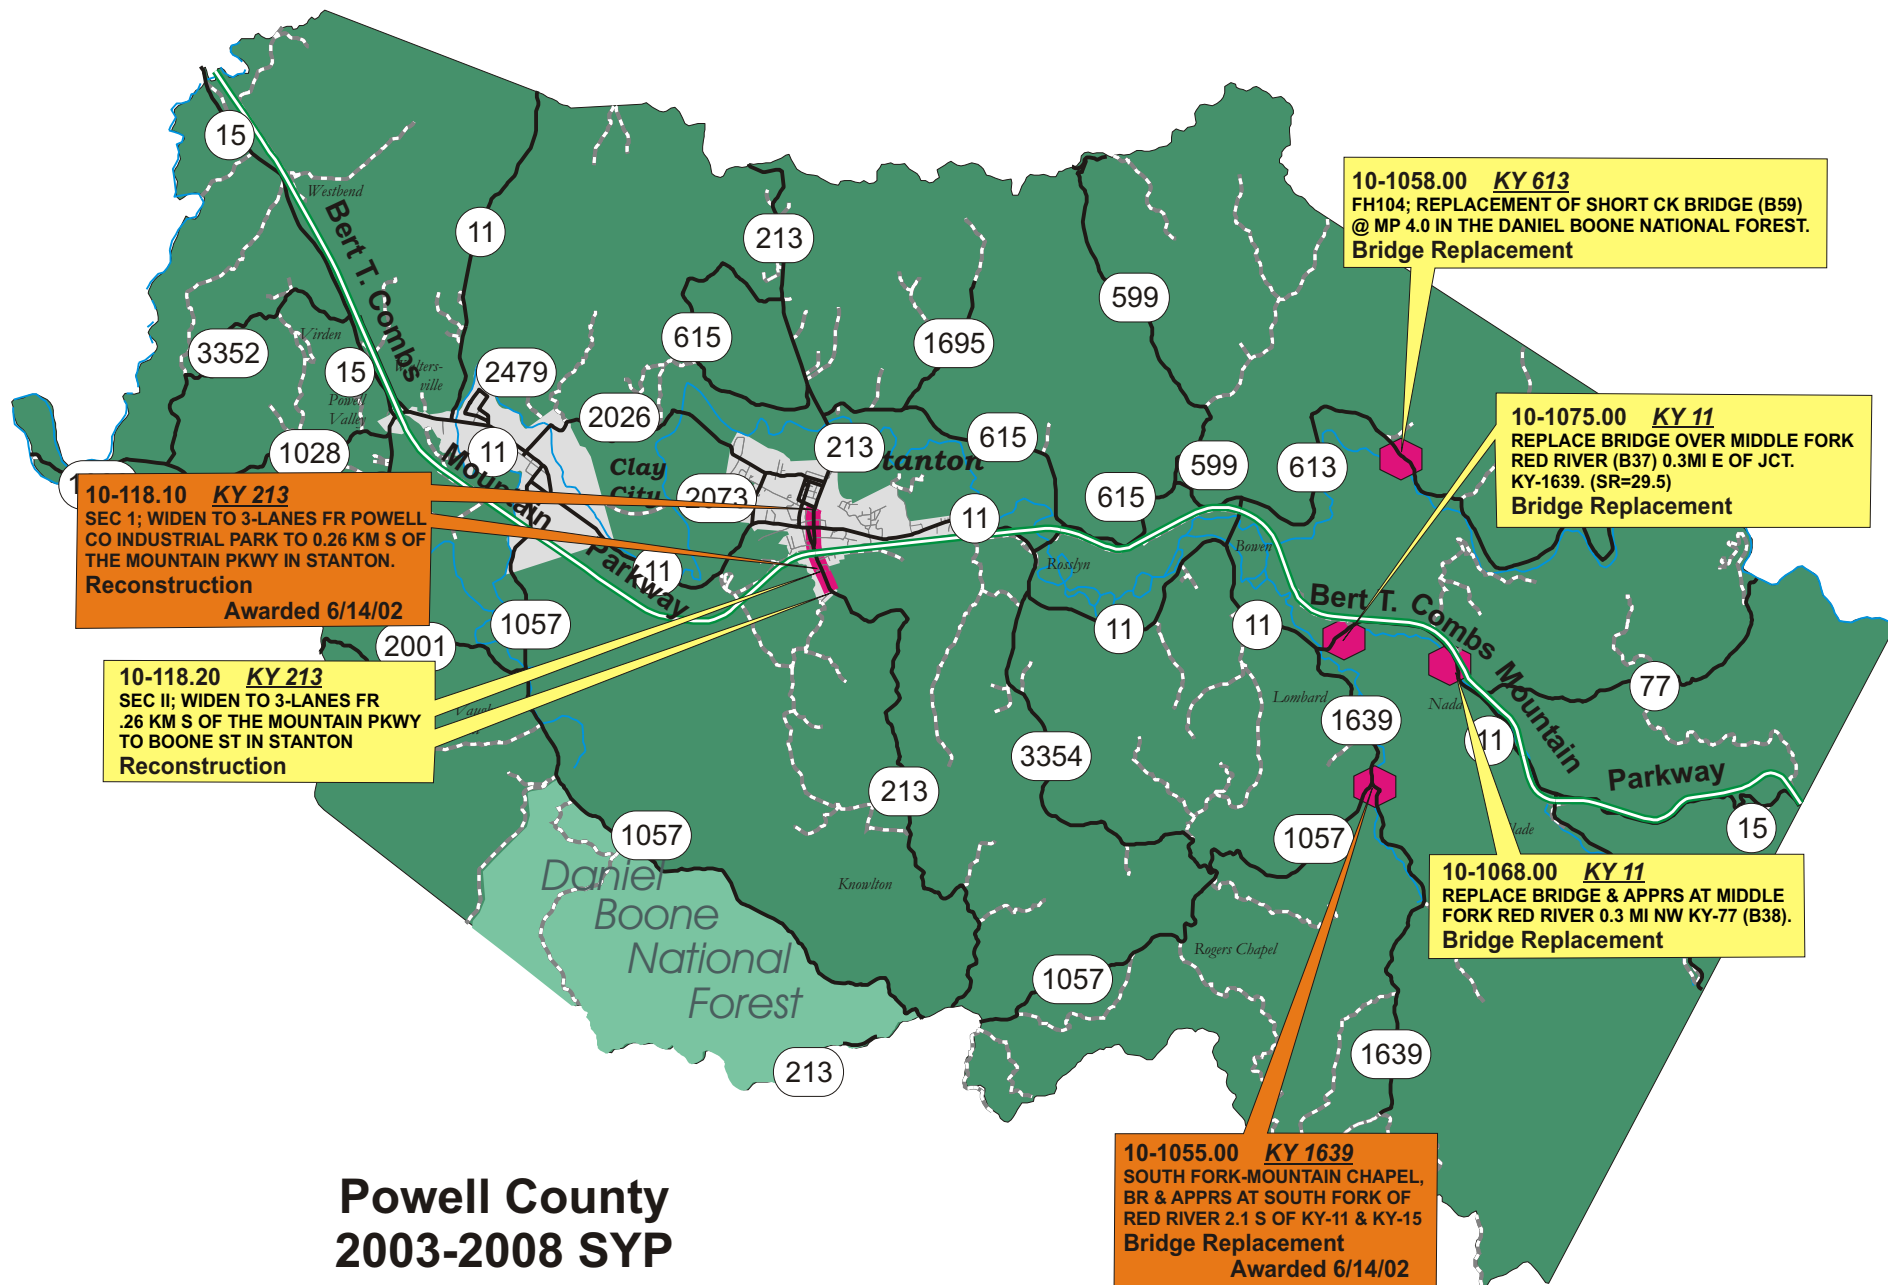 15
Westbend
Bert T. Combs
11
213
10-1058.00 KY 613
FH104; REPLACEMENT OF SHORT CK BRIDGE (B59)
@ MP 4.0 IN THE DANIEL BOONE NATIONAL FOREST.
Bridge Replacement
599
615
1695
3352
Virden
15
ville
2479
Powell
Valley
2026
10-1075.00 KY 11
REPLACE BRIDGE OVER MIDDLE FORK
RED RIVER (B37) 0.3MI E OF JCT.
KY-1639. (SR=29.5)
Bridge Replacement
1028
11
Mountain
Clay
City
213
tanton
615
599
613
2073
615
11
10-118.10 KY 213
SEC 1; WIDEN TO 3-LANES FR POWELL
CO INDUSTRIAL PARK TO 0.26 KM S OF
THE MOUNTAIN PKWY IN STANTON.
Reconstruction
Awarded 6/14/02
Parkway
11
Rosslyn
Bowen
Bert T. Combs Mountain
1057
2001
11
11
10-118.20 KY 213
SEC II; WIDEN TO 3-LANES FR
.26 KM S OF THE MOUNTAIN PKWY
TO BOONE ST IN STANTON
Reconstruction
Lombard
1639
Nada
77
11
3354
213
Parkway
1057
1057
15
lade
Daniel
Boone
National
Forest
Knowlton
10-1068.00 KY 11
REPLACE BRIDGE & APPRS AT MIDDLE
FORK RED RIVER 0.3 MI NW KY-77 (B38).
Bridge Replacement
Rogers Chapel
1057
1639
213
10-1055.00 KY 1639
SOUTH FORK-MOUNTAIN CHAPEL,
BR & APPRS AT SOUTH FORK OF
RED RIVER 2.1 S OF KY-11 & KY-15
Bridge Replacement
Awarded 6/14/02
Powell County
2003-2008 SYP